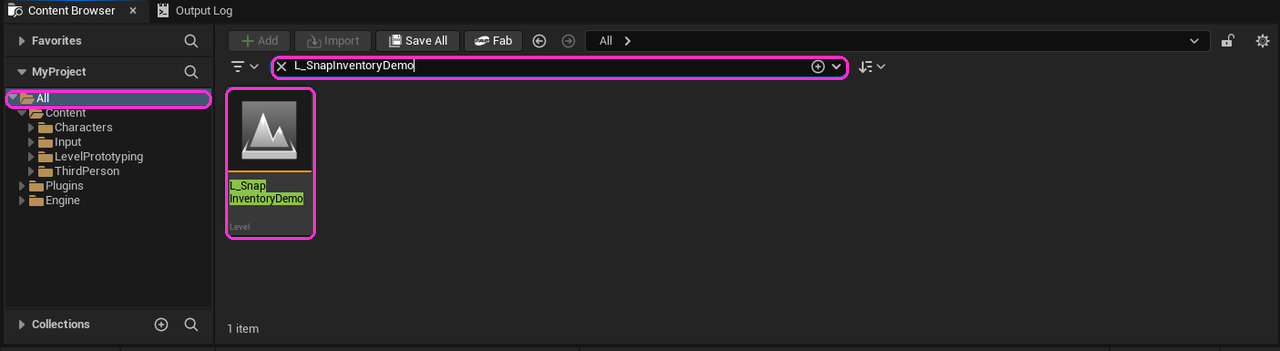 Content Browser
Output Log
Favorites
Add
Import
Save All
Fab
All
MyProject
L_SnapInventoryDemo
All
Content
Characters
Input
LevelPrototyping
ThirdPerson
Plugins
Engine
L_Snap
InventoryDemo
Level
Collections
1 item